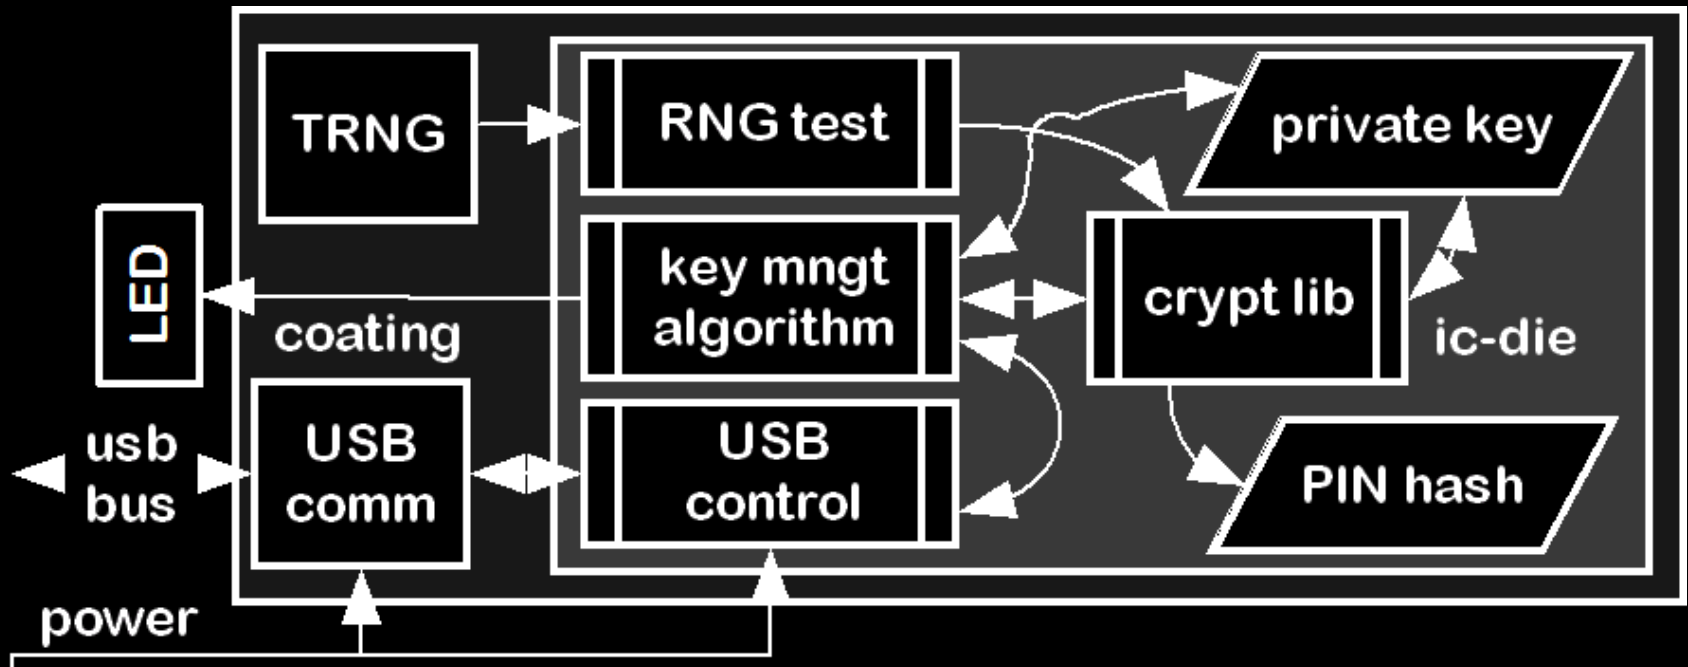 TRNG
RNG test
private key
LED
key mngt
algorithm
crypt lib
coating
ic-die
usb
bus
USB
comm
USB
control
PIN hash
power